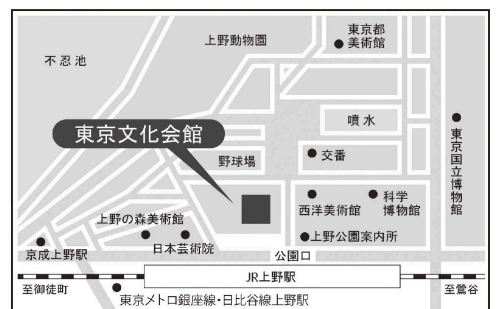 上野動物園
東京都
美術館
不忍池
噴水
東京国立博物館
東京文化会館
野球場
交番
西洋美術館
科学
博物館
上野の森美術館
日本芸術院
上野公園案内所
京成上野駅
公園口
JR上野駅
至御徒町
至鶯谷
東京メトロ銀座線・日比谷線上野駅